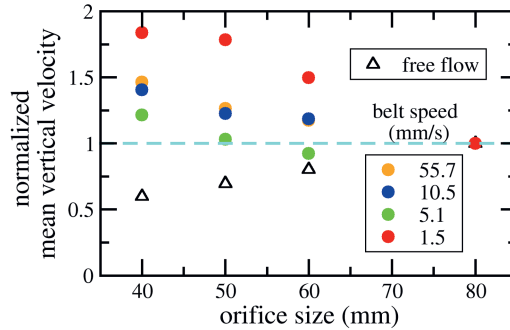 normalized
mean vertical velocity
2
1.5
1
0.5
0
free flow
belt speed
(mm/s)
55.7
10.5
5.1
1.5
40
50
60
70
80
orifice size (mm)